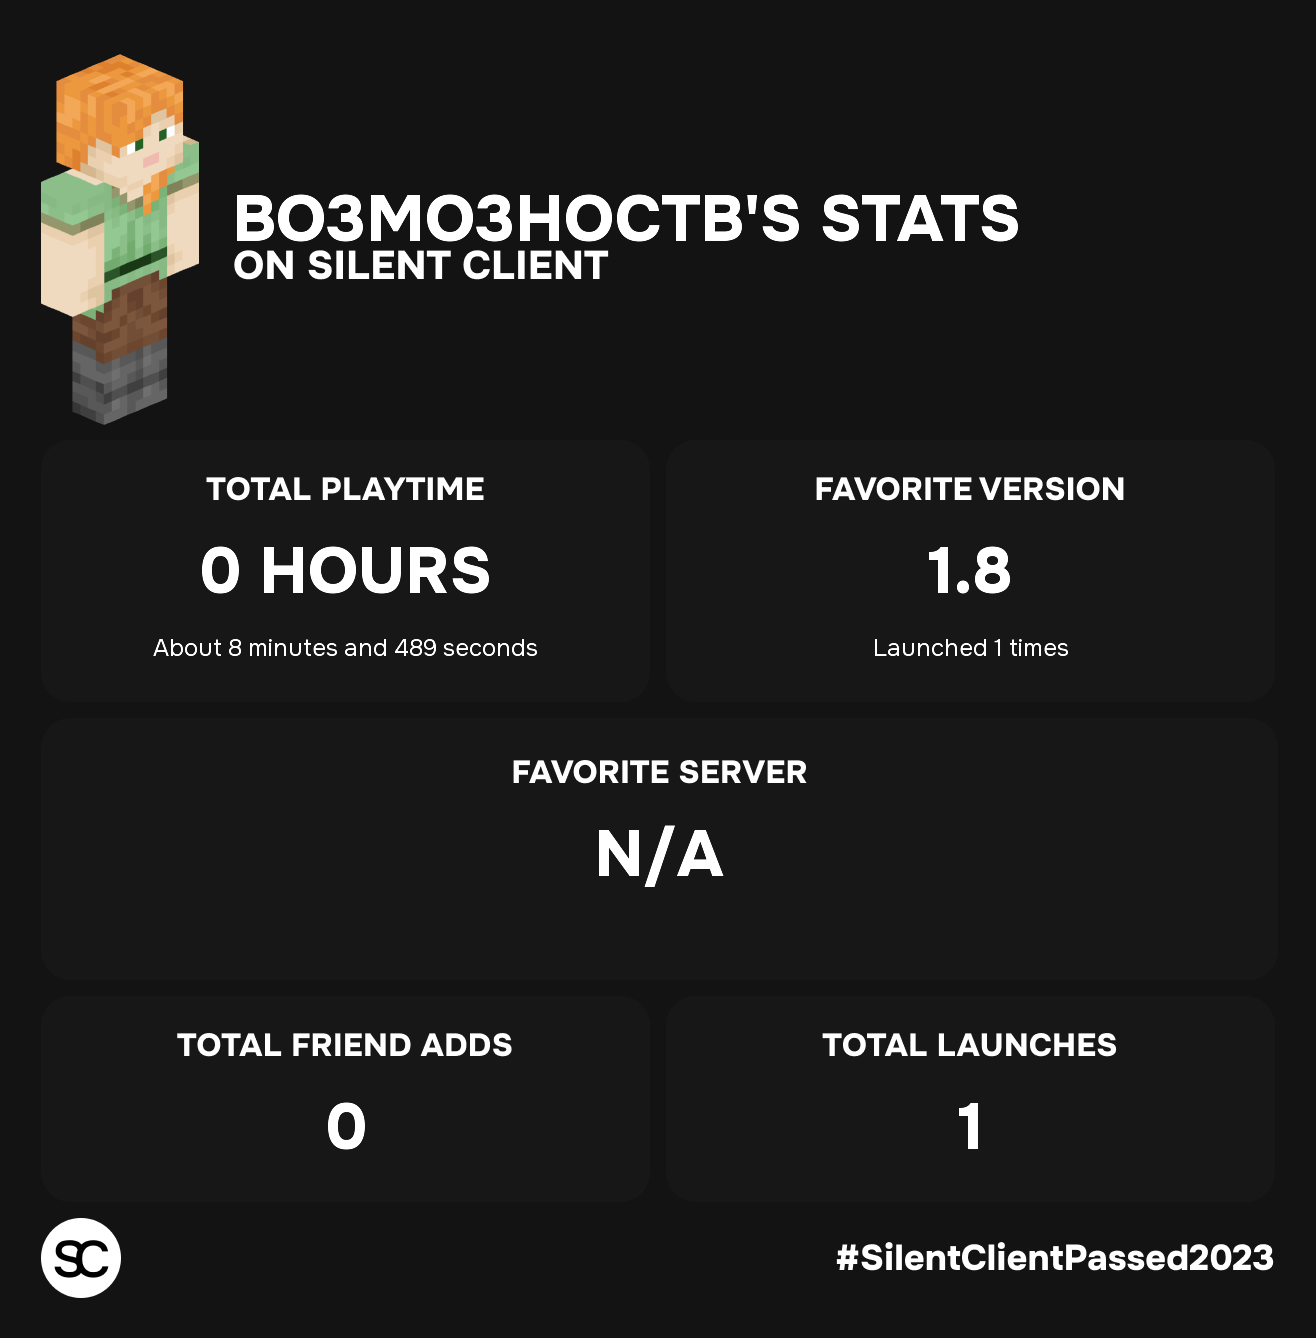 BO3MO3HOCTB'S STATS
ON SILENT CLIENT
TOTAL PLAYTIME
0 HOURS
About 8 minutes and 489 seconds
FAVORITE VERSION
1.8
Launched 1 times
FAVORITE SERVER
N/A
TOTAL FRIEND ADDS
0
TOTAL LAUNCHES
1
SC
#SilentClientPassed2023